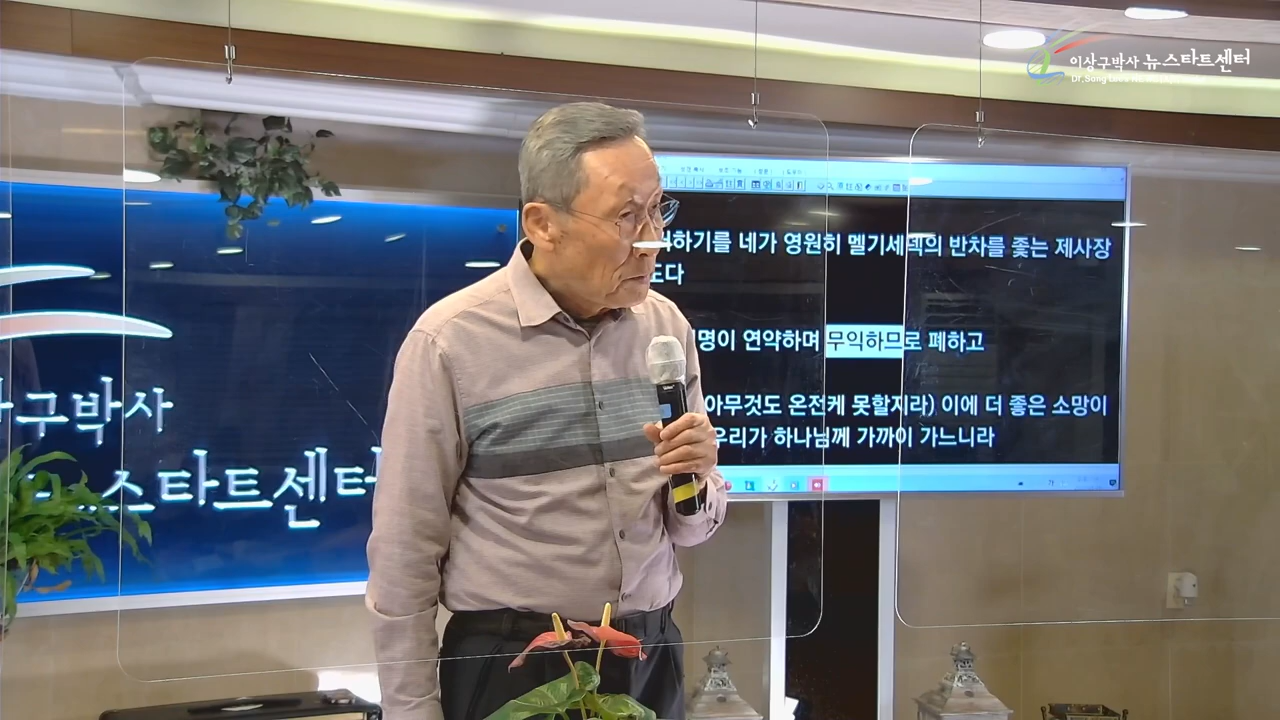 이상구박사 뉴스타트센터
하기를 네가 영원히 멜기세덱의 반차를 좇는 제사장
도다
명이 연약하며 무익하므로 폐하고
아무것도 온전케 못할지라) 이에 더 좋은 소망이
우리가 하나님께 가까이 가느니라
구박사
스타트센터